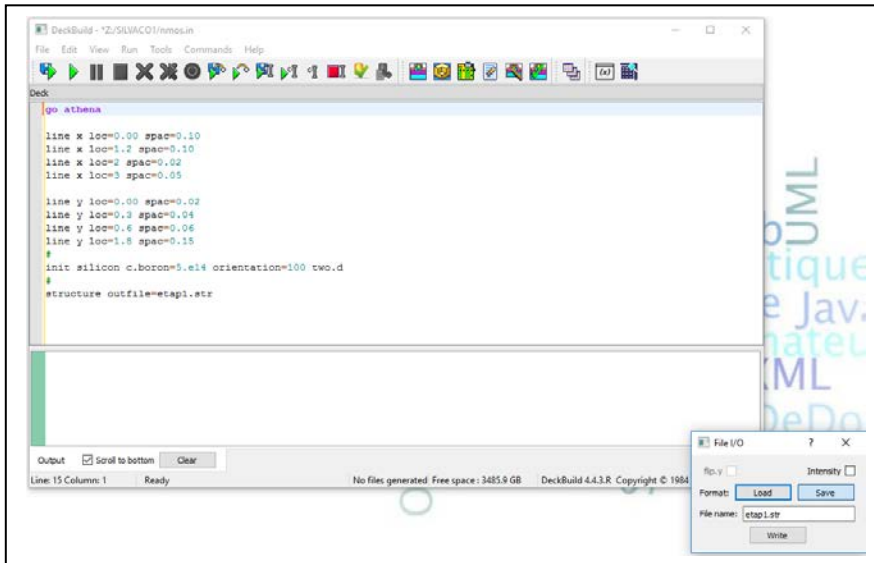 DeckBuild - *Z:/SILVACO1/nmos.in
File Edit View Run Tools Commands Help
Deck
go athena
line x loc=0.00 spac=0.10
line x loc=1.2 spac=0.10
line x loc=2 spac=0.02
line x loc=3 spac=0.05
line y loc=0.00 spac=0.02
line y loc=0.3 spac=0.04
line y loc=0.6 spac=0.06
line y loc=1.8 spac=0.15
#
init silicon c.boron=5.e14 orientation=100 two.d
#
structure outfile=etap1.str
Output Scroll to bottom Clear
Line: 15 Column: 1 Ready No files generated Free space : 3485.9 GB DeckBuild 4.4.3.R Copyright © 1984
UML
tique
Jav
XML
File I/O ? X
flip.y Intensity
Format: Load Save
File name: etap1.str
Write